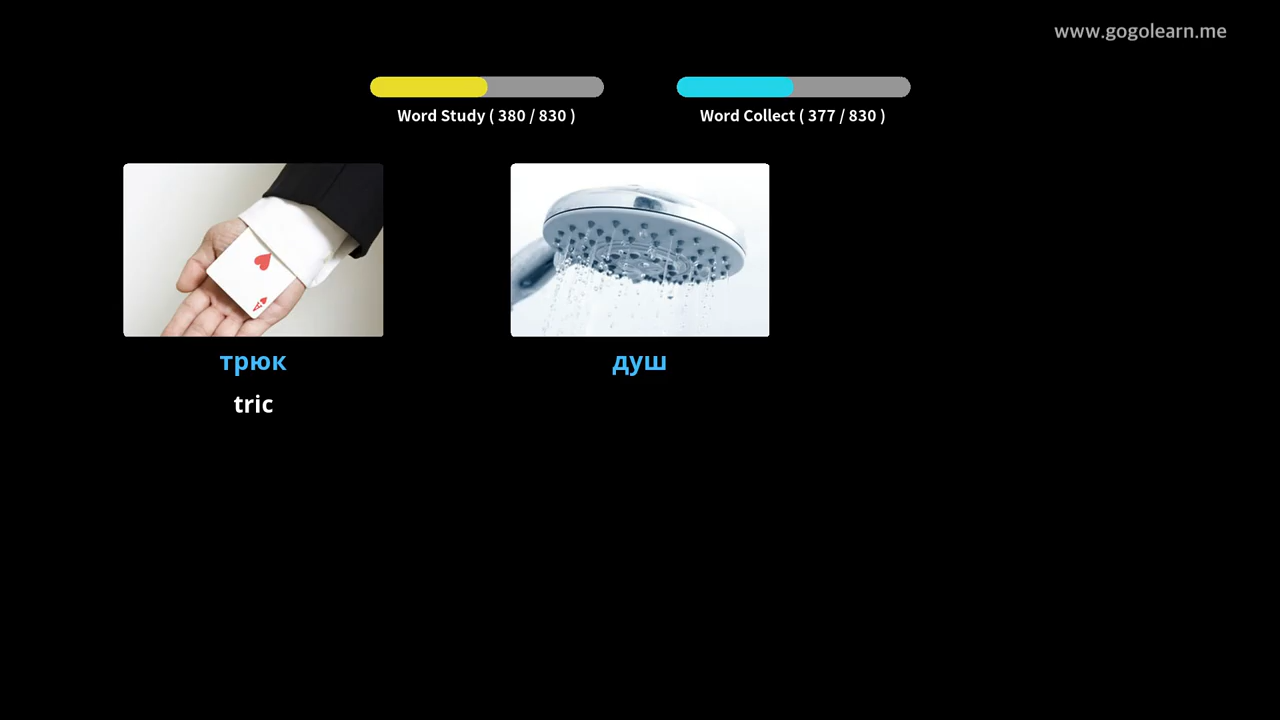 www.gogolearn.me
Word Study ( 380 / 830 )
Word Collect ( 377 / 830 )
A
трюк
душ
tric